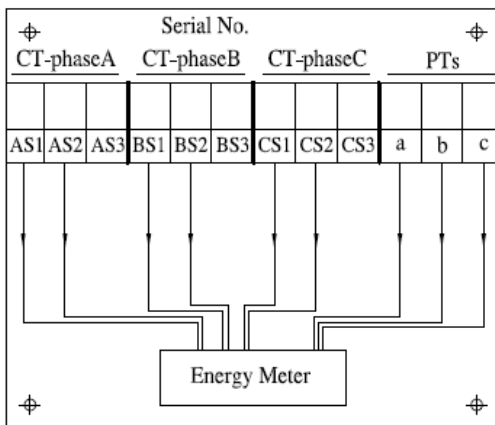 Serial No.
CT-phaseA CT-phaseB CT-phaseC PTs
AS1 AS2 AS3 BS1 BS2 BS3 CS1 CS2 CS3 a b c
Energy Meter